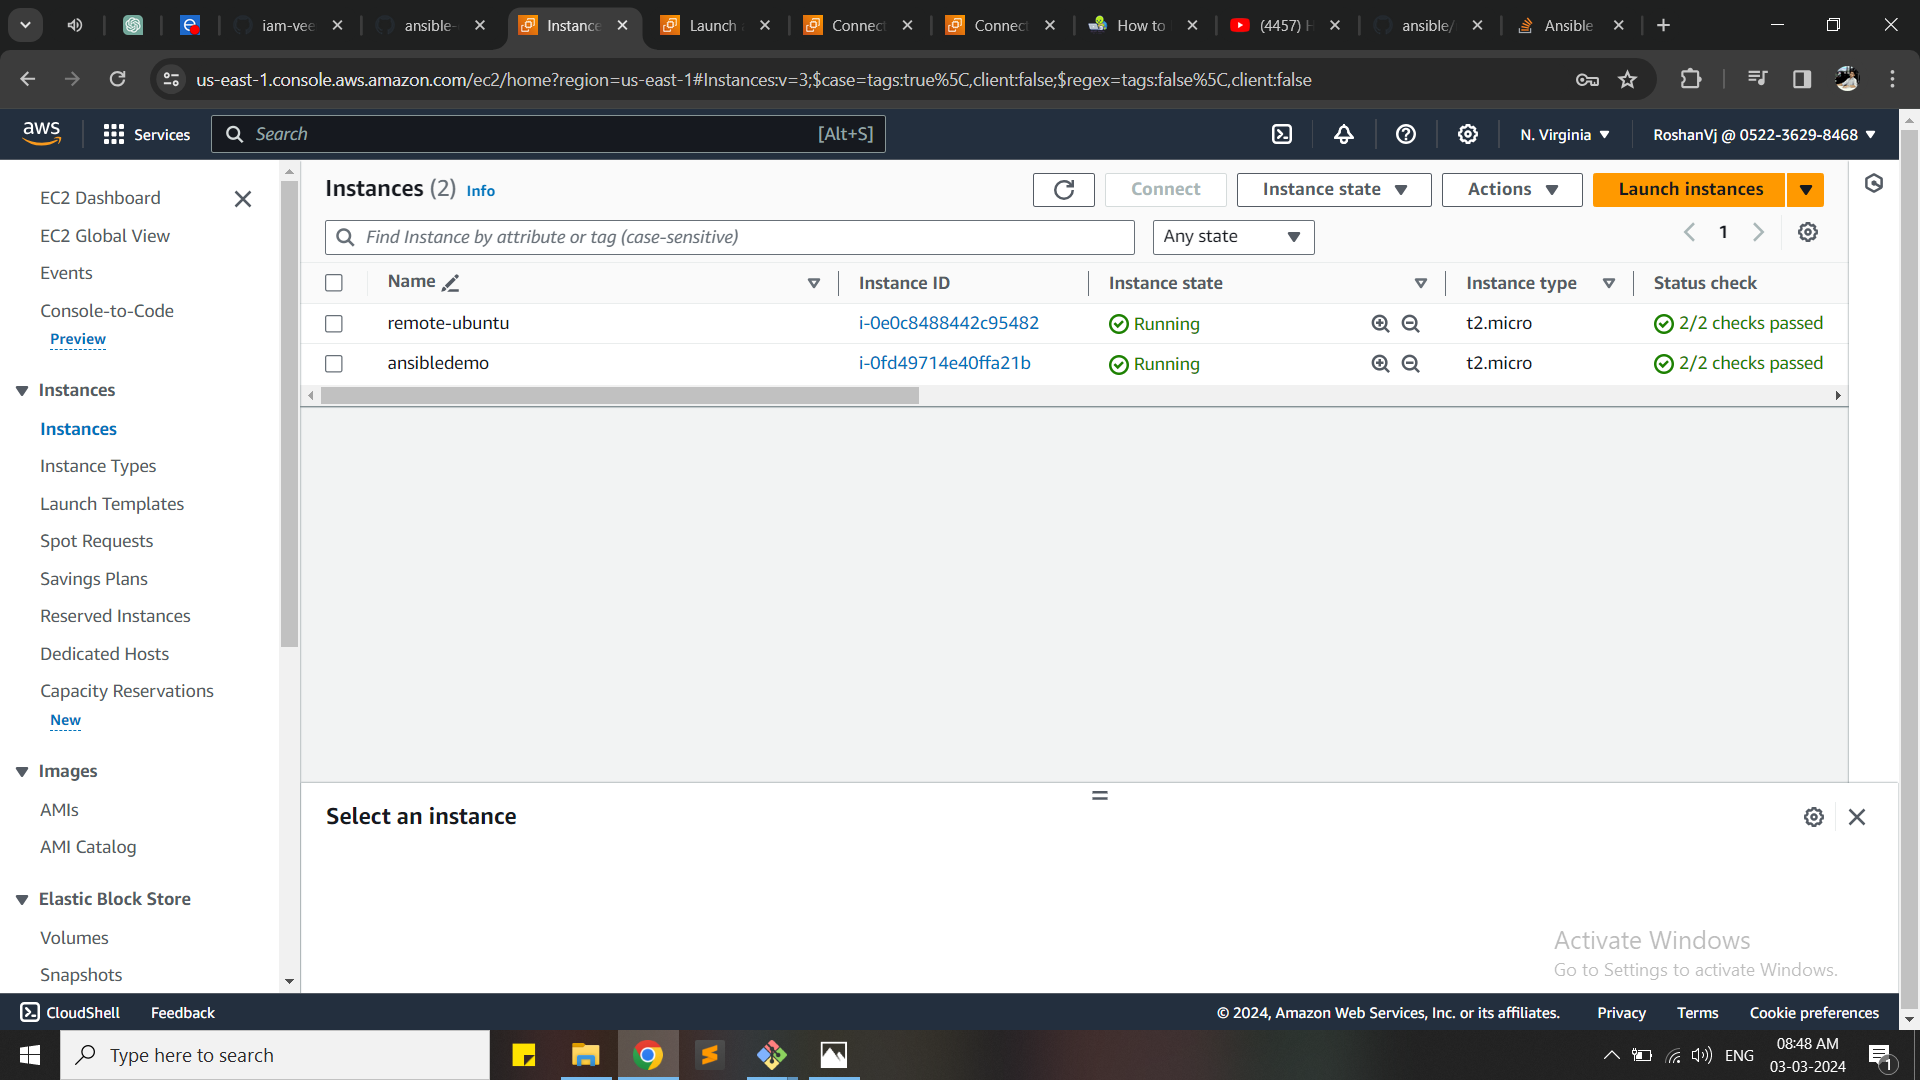 iam-vee
ansible-
Instance
Launch
Connect
Connect
How to
(4457) H
ansible/
Ansible
us-east-1.console.aws.amazon.com/ec2/home?region=us-east-1#Instances:v=3;$case=tags:true%5C,client:false;$regex=tags:false%5C,client:false
aws
Services
Search
[Alt+S]
N. Virginia
RoshanVj @ 0522-3629-8468
EC2 Dashboard
EC2 Global View
Events
Console-to-Code
Preview
Instances
Instances
Instance Types
Launch Templates
Spot Requests
Savings Plans
Reserved Instances
Dedicated Hosts
Capacity Reservations
New
Images
AMIs
AMI Catalog
Elastic Block Store
Volumes
Snapshots
Instances (2) Info
Connect
Instance state
Actions
Launch instances
Find Instance by attribute or tag (case-sensitive)
Any state
1
Name
Instance ID
Instance state
Instance type
Status check
remote-ubuntu
i-0e0c8488442c95482
Running
t2.micro
2/2 checks passed
ansibledemo
i-0fd49714e40ffa21b
Running
t2.micro
2/2 checks passed
Select an instance
Activate Windows
Go to Settings to activate Windows.
CloudShell
Feedback
© 2024, Amazon Web Services, Inc. or its affiliates.
Privacy
Terms
Cookie preferences
Type here to search
ENG
08:48 AM
03-03-2024
1